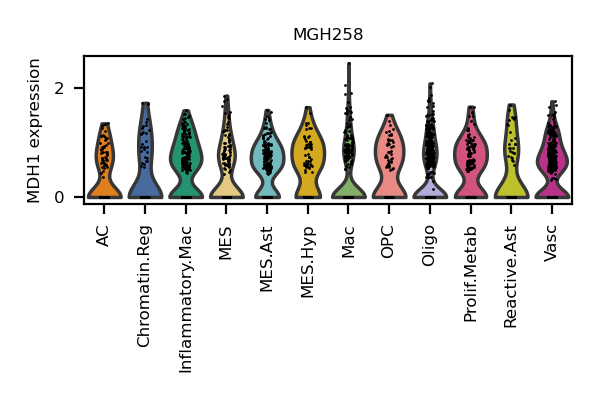 MGH258
MDH1 expression
2
0
AC
Chromatin.Reg
Inflammatory.Mac
MES
MES.Ast
MES.Hyp
Mac
OPC
Oligo
Prolif.Metab
Reactive.Ast
Vasc